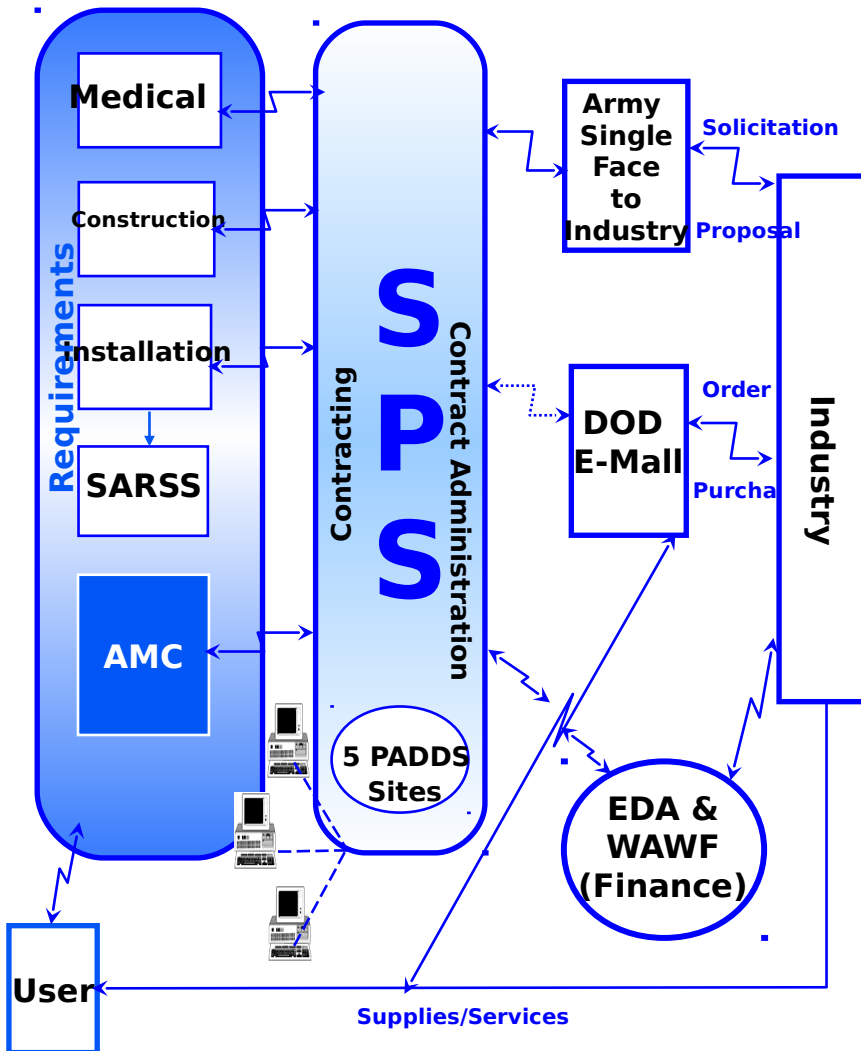 Medical
Construction
installation
SARSS
AMC
Requirements
User
S
P
S
Contracting
Contract Administration
5 PADDS
Sites
Army
Single
Face
to
Industry
Solicitation
Proposal
DOD
E-Mall
Order
Purcha
Industry
EDA &
WAWF
(Finance)
Supplies/Services